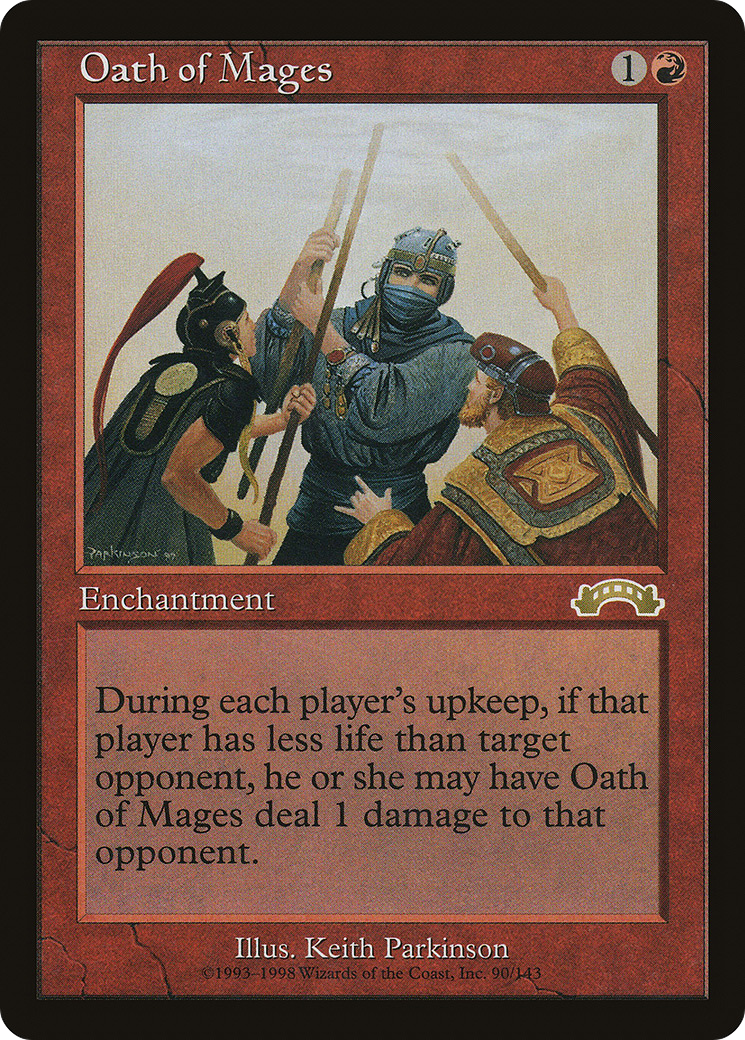 Oath of Mages
1
PARKINSON 97
Enchantment
During each player's upkeep, if that
player has less life than target
opponent, he or she may have Oath
of Mages deal 1 damage to that
opponent.
Illus. Keith Parkinson
©1993–1998 Wizards of the Coast, Inc. 90/143